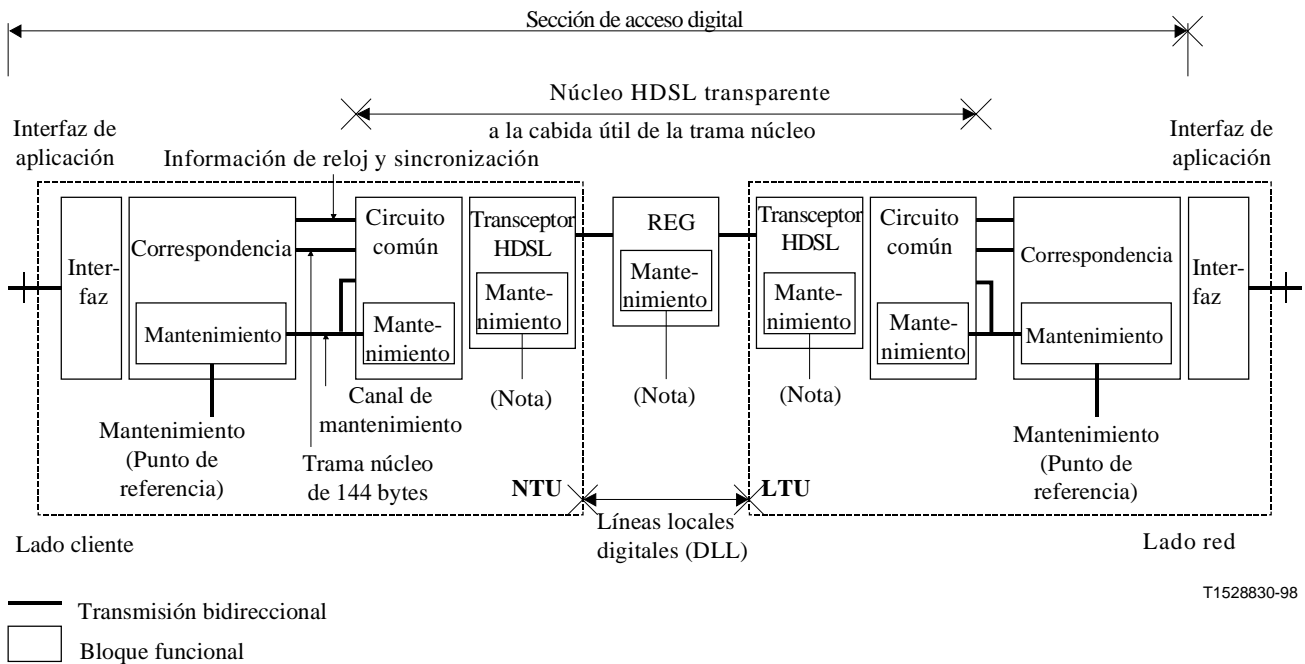 Sección de acceso digital
Núcleo HDSL transparente
a la cabida útil de la trama núcleo
Interfaz de
aplicación
Información de reloj y sincronización
Interfaz de
aplicación
Inter-
faz
Correspondencia
Mantenimiento
Circuito
común
Mante-
nimiento
Transceptor
HDSL
Mante-
nimiento
REG
Mante-
nimiento
Transceptor
HDSL
Mante-
nimiento
Circuito
común
Mante-
nimiento
Correspondencia
Mantenimiento
Inter-
faz
(Nota)
(Nota)
(Nota)
Canal de
mantenimiento
Mantenimiento
(Punto de
referencia)
Trama núcleo
de 144 bytes
Mantenimiento
(Punto de
referencia)
NTU
LTU
Líneas locales
digitales (DLL)
Lado cliente
Lado red
T1528830-98
Transmisión bidireccional
Bloque funcional